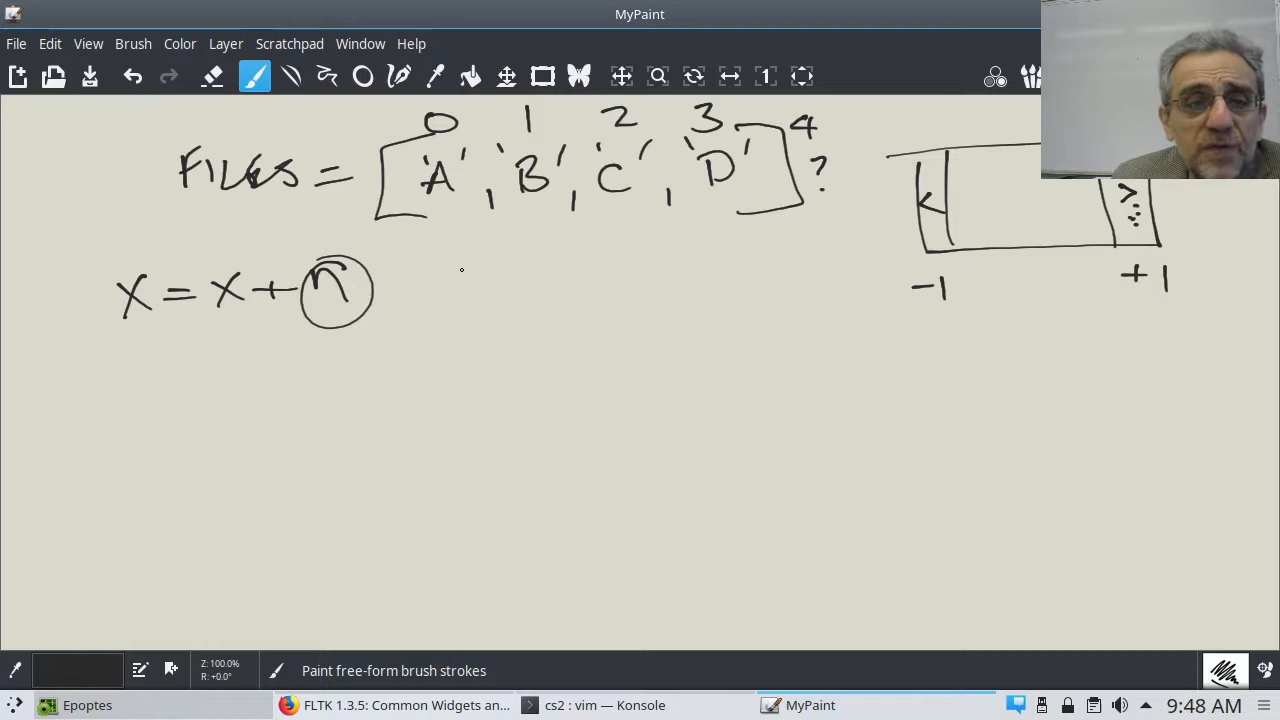 MyPaint
File Edit View Brush Color Layer Scratchpad Window Help
0 1 2 3 4
FILES = ['A', 'B', 'C', 'D'] ?
< >
-1 +1
X = X + n
Z: 100.0%
R: +0.0°
Paint free-form brush strokes
Epoptes FLTK 1.3.5: Common Widgets an... cs2 : vim — Konsole MyPaint 9:48 AM